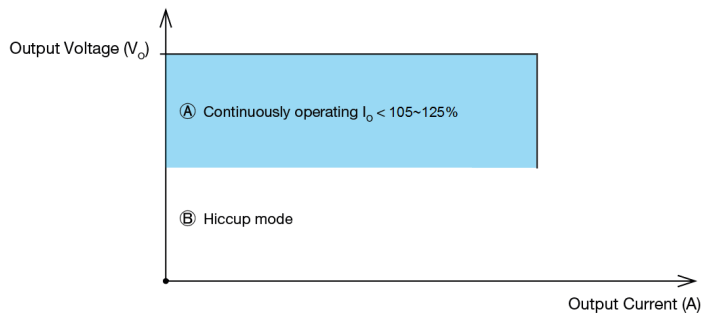 Output Voltage (Vo)
Ⓐ Continuously operating Io < 105~125%
Ⓑ Hiccup mode
Output Current (A)